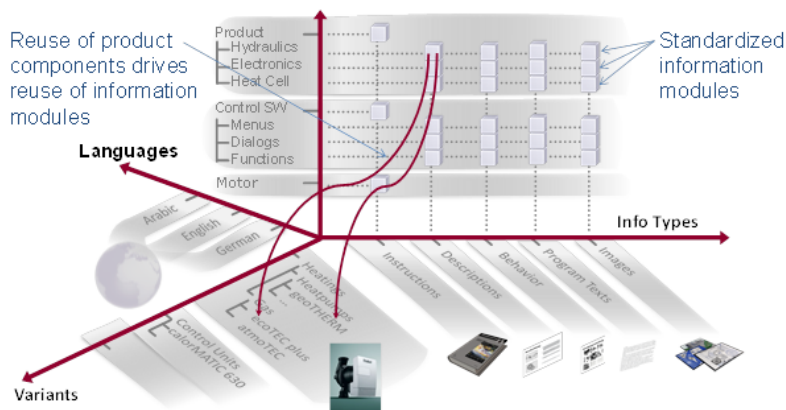 Reuse of product
components drives
reuse of information
modules
Product
Hydraulics
Electronics
Heat Cell
Control SW
Menus
Dialogs
Functions
Motor
Standardized
information
modules
Languages
Arabic
English
German
Info Types
Instructions
Descriptions
Behavior
Program Texts
Images
Heatings
Heatpumps
...
geoTHERM
Gas
ecoTEC plus
atmoTEC
Control Units
calorMATIC 630
Variants